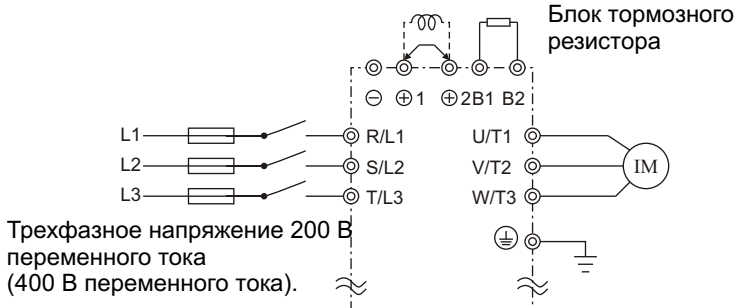 Блок тормозного
резистора
⊖ ⊕1 ⊕2 B1 B2
L1 R/L1 U/T1
L2 S/L2 V/T2 IM
L3 T/L3 W/T3
Трехфазное напряжение 200 В
переменного тока
(400 В переменного тока).